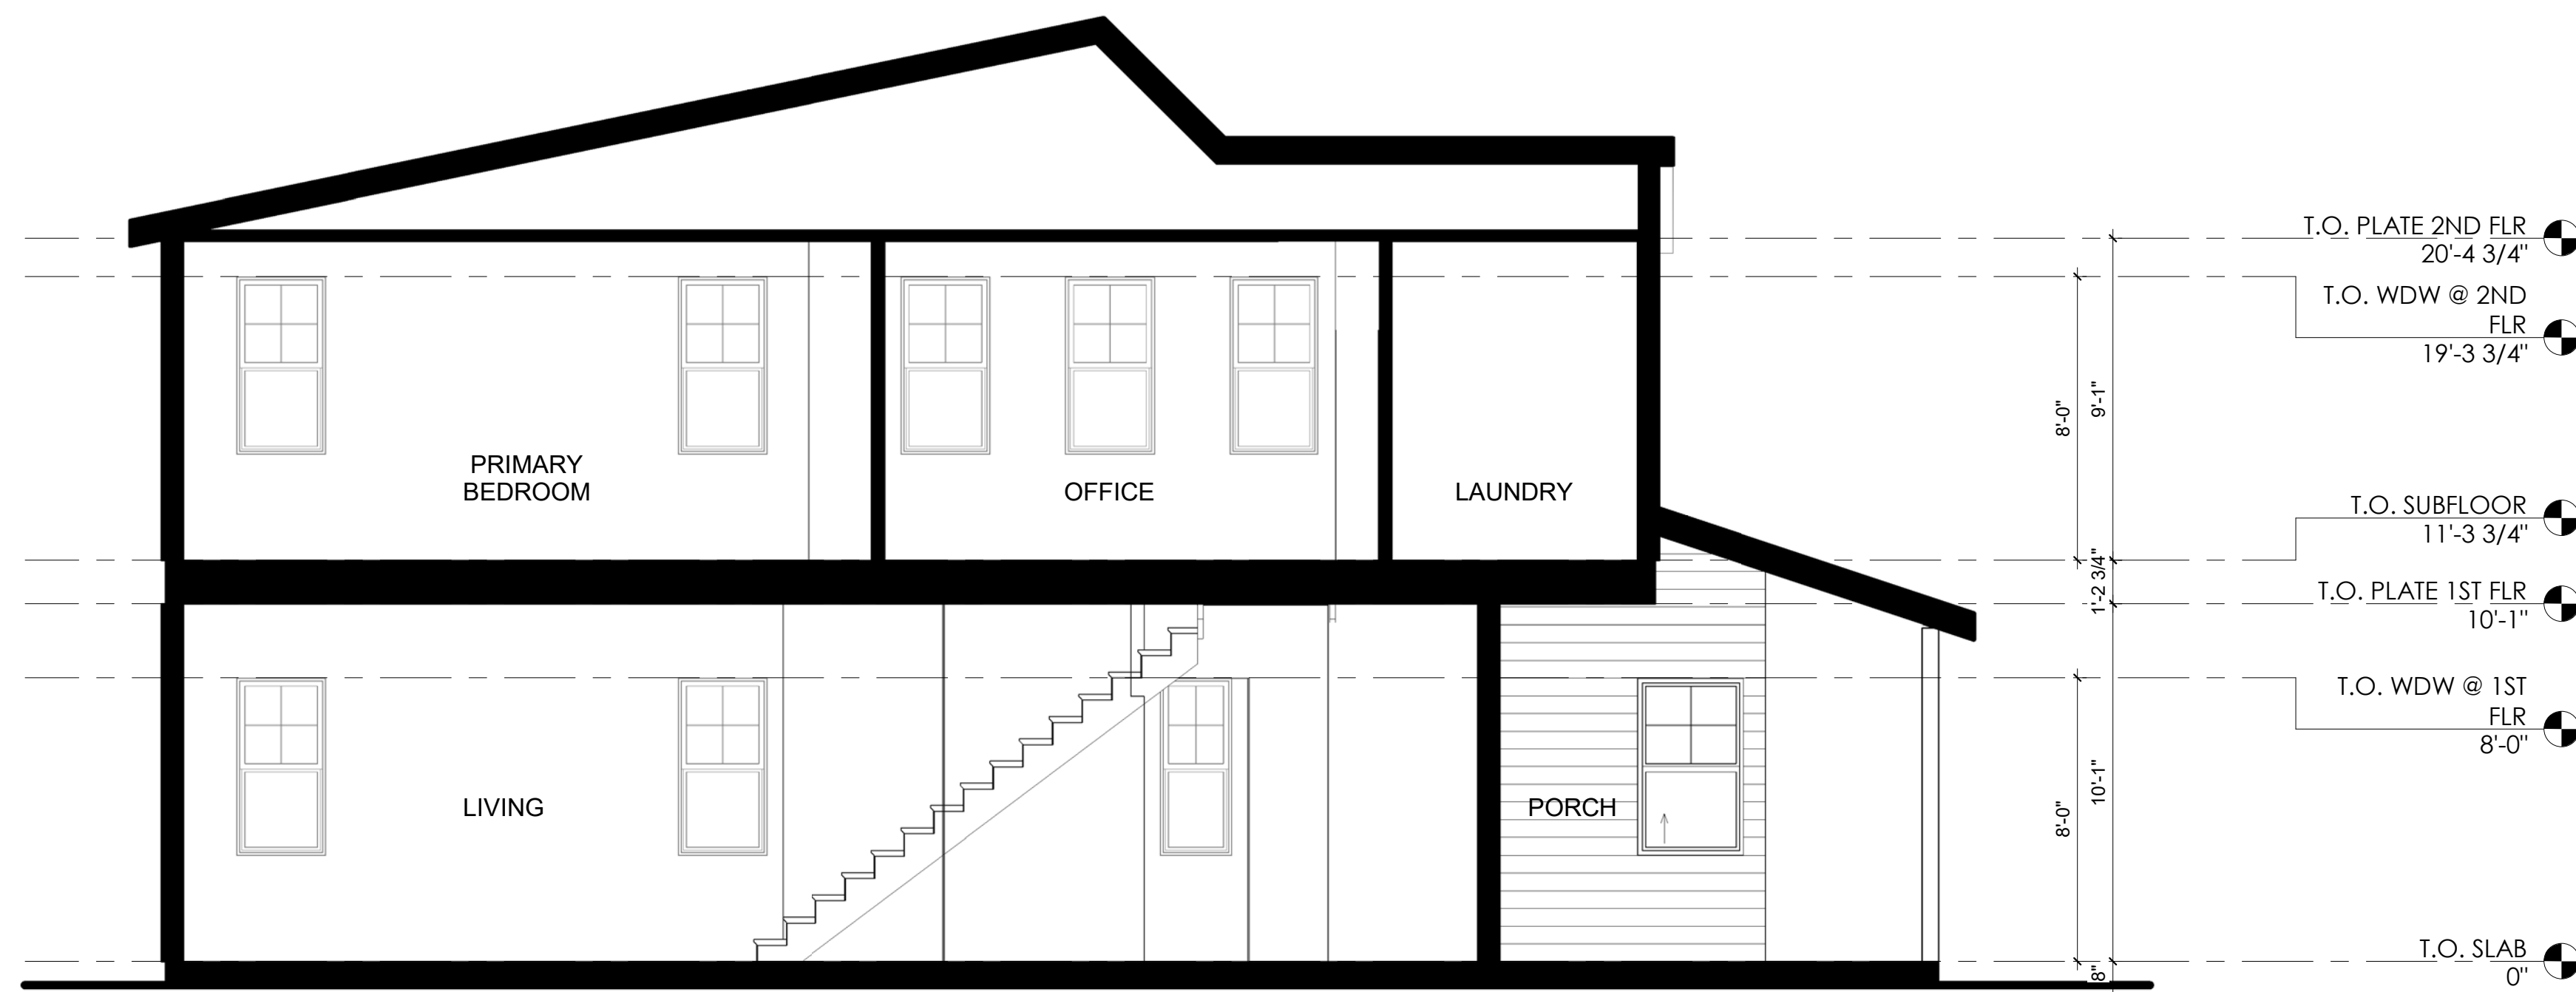 T.O. PLATE 2ND FLR
20'-4 3/4"
T.O. WDW @ 2ND
FLR
19'-3 3/4"
8'-0"
9'-1"
PRIMARY
BEDROOM
OFFICE
LAUNDRY
T.O. SUBFLOOR
11'-3 3/4"
1'-2 3/4"
T.O. PLATE 1ST FLR
10'-1"
T.O. WDW @ 1ST
FLR
8'-0"
LIVING
PORCH
8'-0"
10'-1"
T.O. SLAB
0"
8"